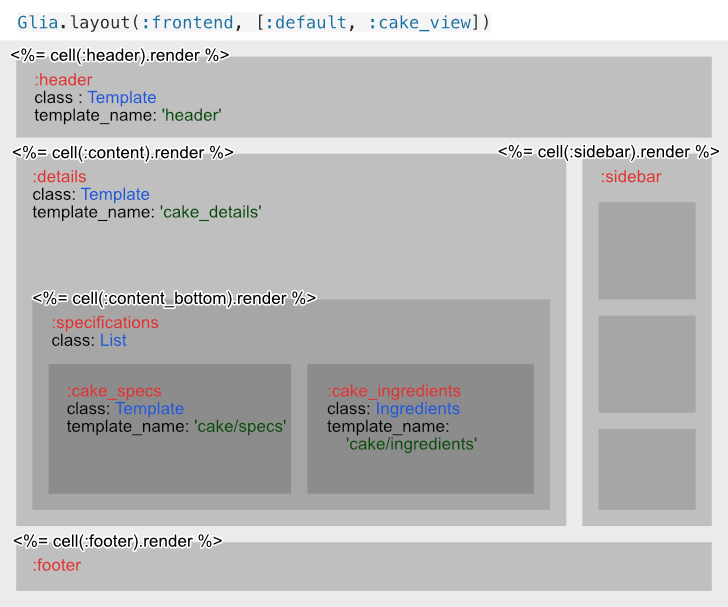 Glia.layout(:frontend, [:default, :cake_view])
<%= cell(:header).render %>
:header
class : Template
template_name: 'header'
<%= cell(:content).render %>
:details
class: Template
template_name: 'cake_details'
<%= cell(:content_bottom).render %>
:specifications
class: List
:cake_specs
class: Template
template_name: 'cake/specs'
:cake_ingredients
class: Ingredients
template_name:
'cake/ingredients'
<%= cell(:sidebar).render %>
:sidebar
<%= cell(:footer).render %>
:footer